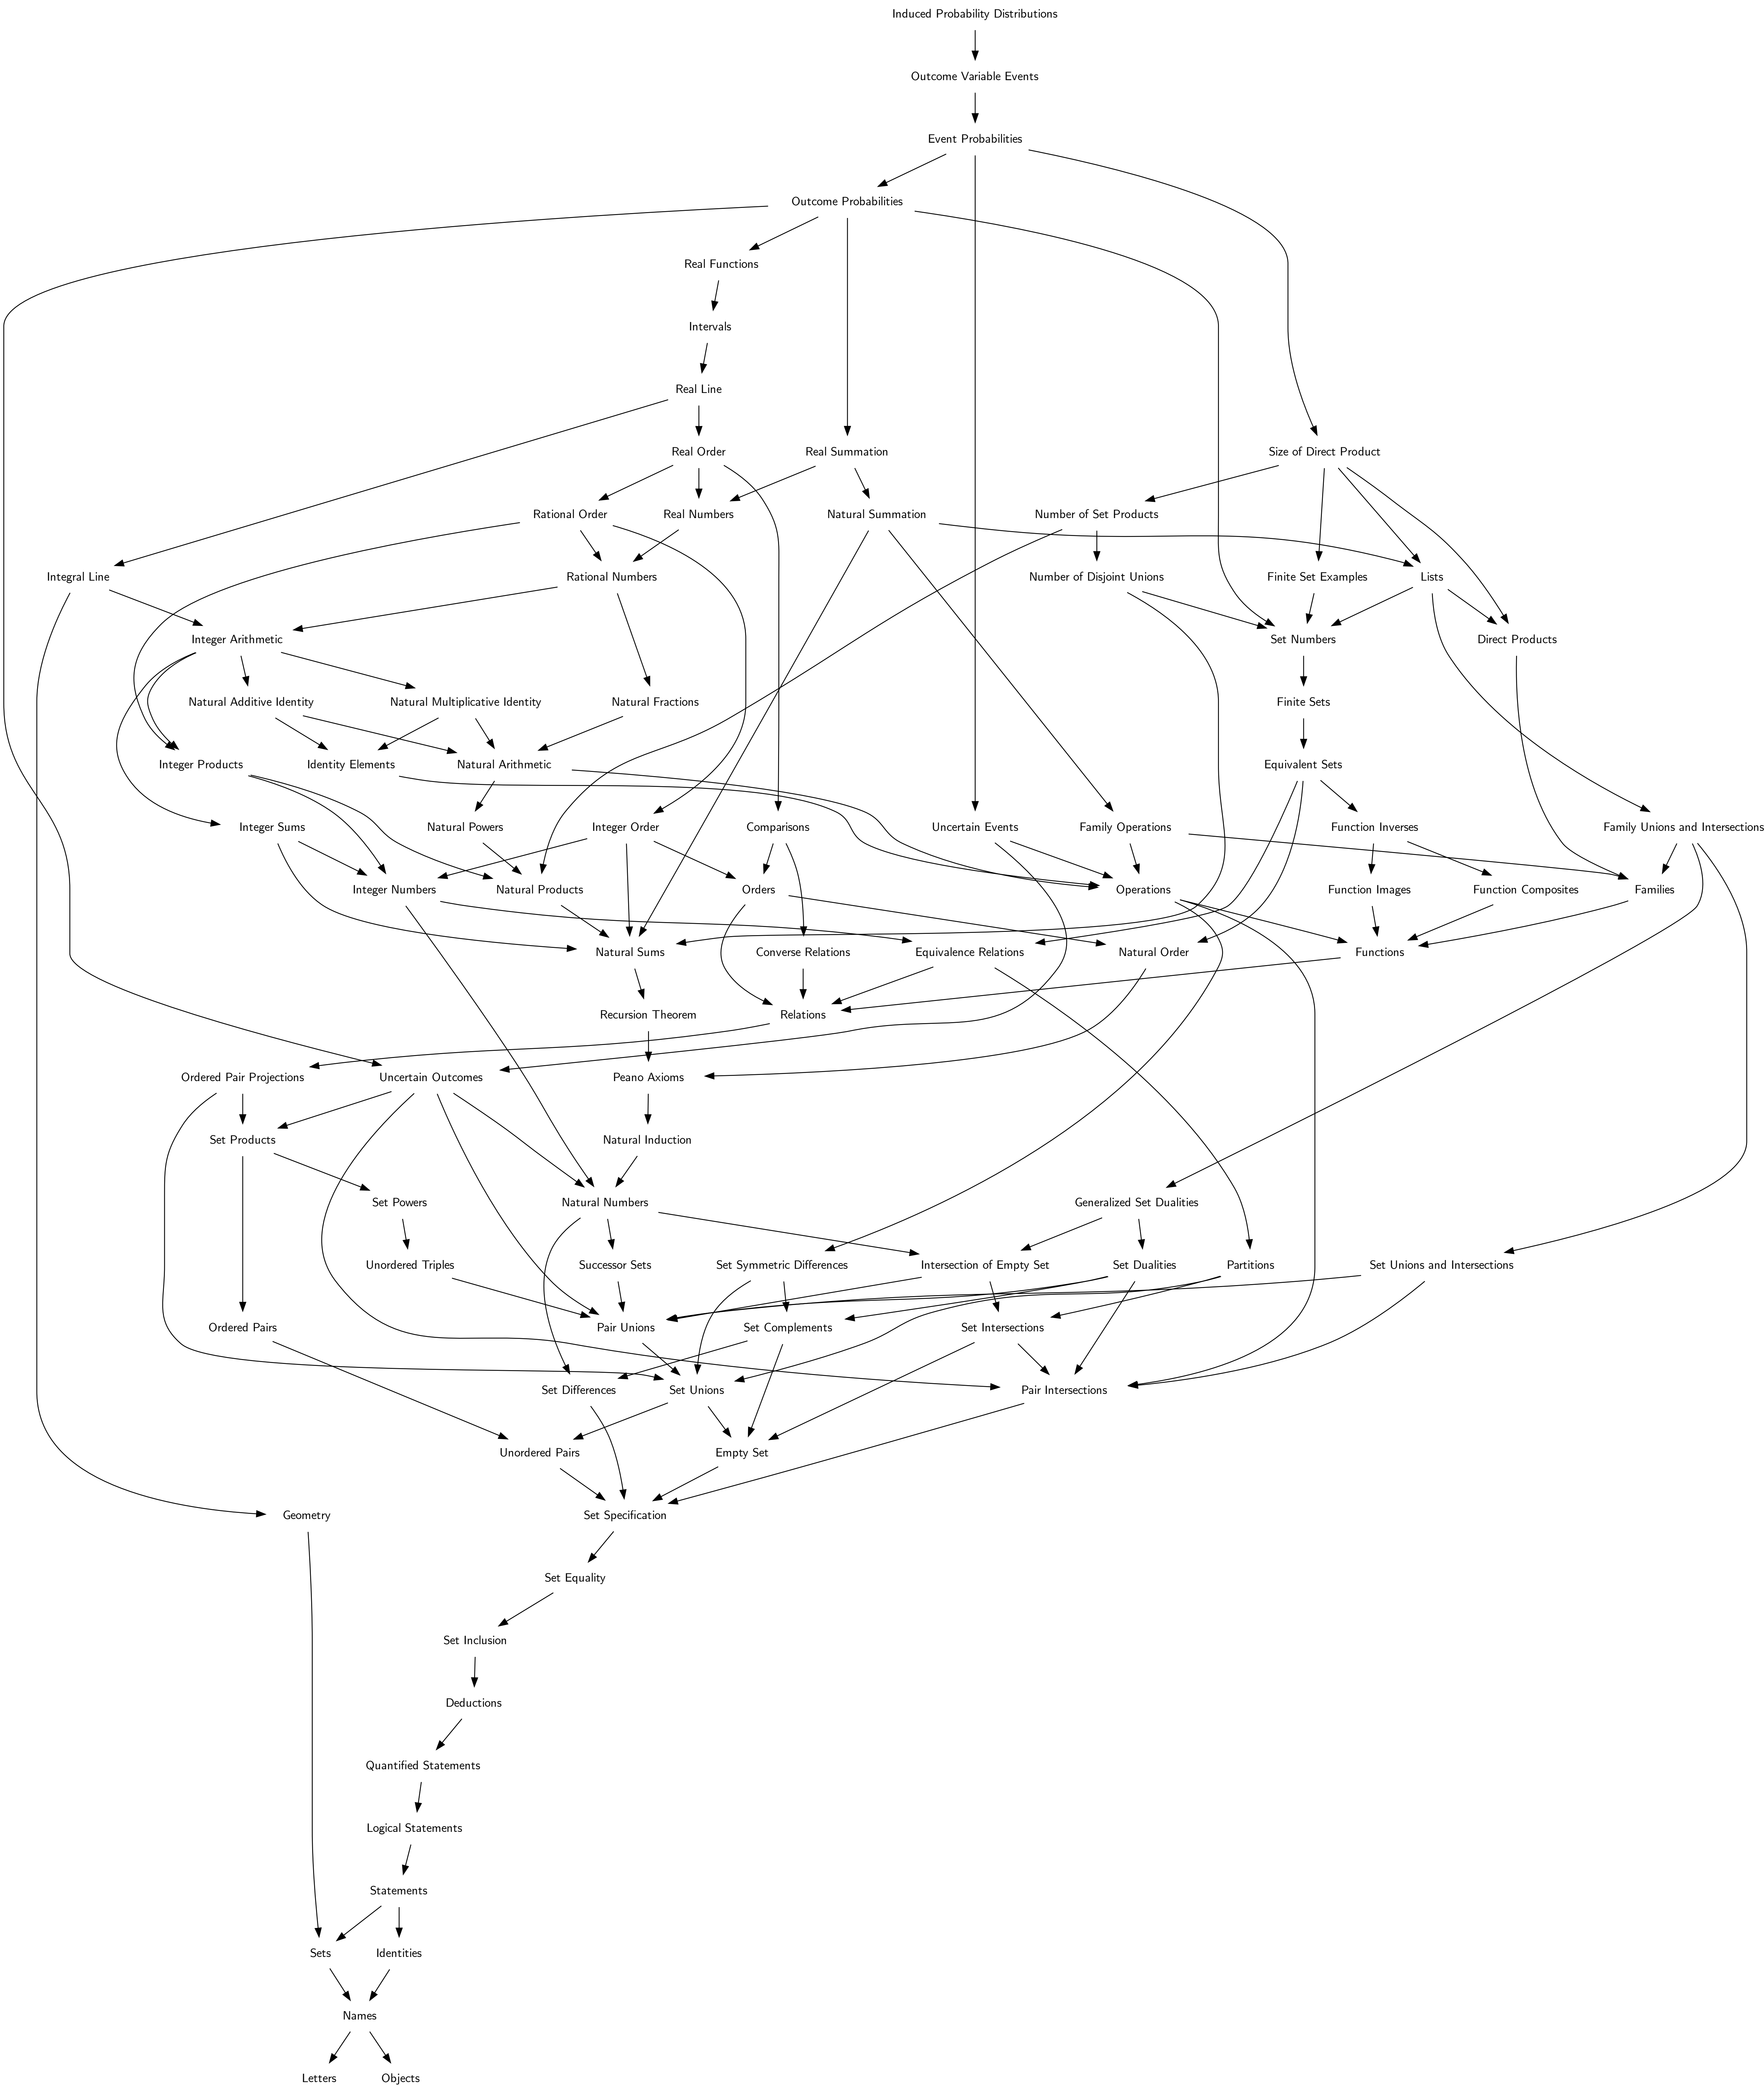 Induced Probability Distributions
Outcome Variable Events
Event Probabilities
Outcome Probabilities
Real Functions
Intervals
Real Line
Real Order
Real Summation
Size of Direct Product
Rational Order
Real Numbers
Natural Summation
Number of Set Products
Integral Line
Rational Numbers
Number of Disjoint Unions
Finite Set Examples
Lists
Integer Arithmetic
Set Numbers
Direct Products
Natural Additive Identity
Natural Multiplicative Identity
Natural Fractions
Finite Sets
Integer Products
Identity Elements
Natural Arithmetic
Equivalent Sets
Integer Sums
Natural Powers
Integer Order
Comparisons
Uncertain Events
Family Operations
Function Inverses
Family Unions and Intersections
Integer Numbers
Natural Products
Orders
Operations
Function Images
Function Composites
Families
Natural Sums
Converse Relations
Equivalence Relations
Natural Order
Functions
Recursion Theorem
Relations
Ordered Pair Projections
Uncertain Outcomes
Peano Axioms
Set Products
Natural Induction
Set Powers
Natural Numbers
Generalized Set Dualities
Unordered Triples
Successor Sets
Set Symmetric Differences
Intersection of Empty Set
Set Dualities
Partitions
Set Unions and Intersections
Ordered Pairs
Pair Unions
Set Complements
Set Intersections
Set Differences
Set Unions
Pair Intersections
Unordered Pairs
Empty Set
Geometry
Set Specification
Set Equality
Set Inclusion
Deductions
Quantified Statements
Logical Statements
Statements
Sets
Identities
Names
Letters
Objects